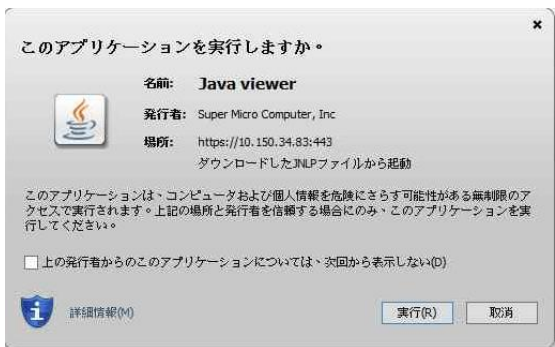 このアプリケーションを実行しますか。
名前: Java viewer
発行者: Super Micro Computer, Inc
場所: https://10.150.34.83:443
ダウンロードしたJNLPファイルから起動
このアプリケーションは、コンピュータおよび個人情報を危険にさらす可能性がある無制限のア
クセスで実行されます。上記の場所と発行者を信頼する場合にのみ、このアプリケーションを実
行してください。
上の発行者からのこのアプリケーションについては、次回から表示しない(D)
詳細情報(M)
実行(R)
取消